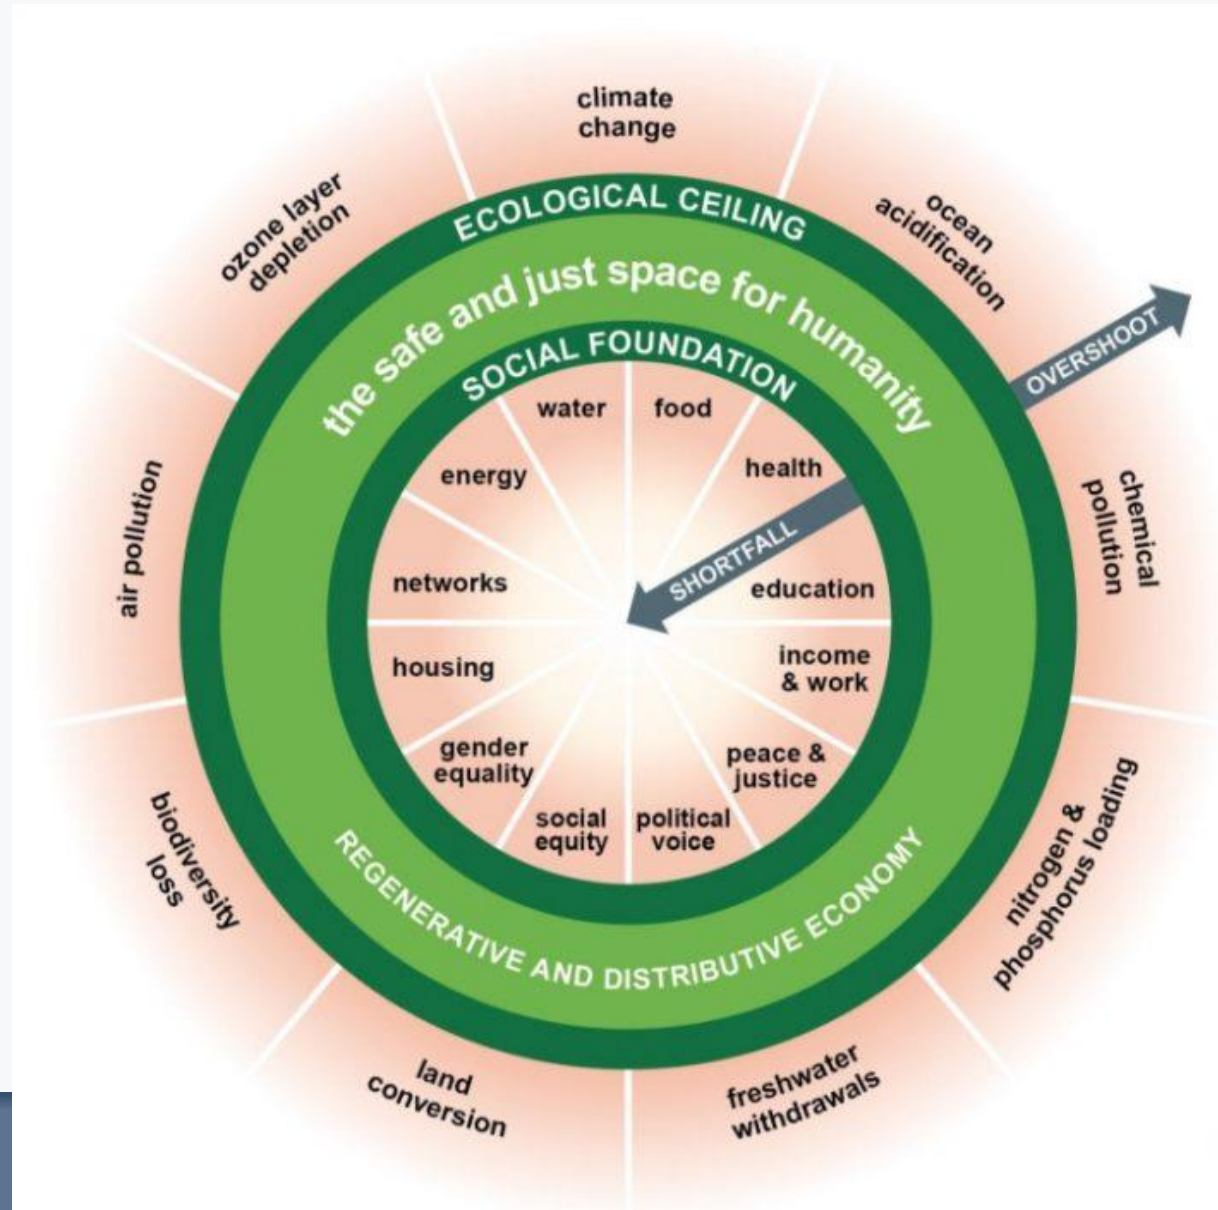 climate
change
ozone layer
depletion
ocean
acidification
ECOLOGICAL CEILING
the safe and just space for humanity
OVERSHOOT
SOCIAL FOUNDATION
water
food
energy
health
SHORTFALL
networks
education
air pollution
chemical
pollution
housing
income
& work
gender
equality
peace &
justice
social
equity
political
voice
biodiversity
loss
nitrogen &
phosphorus loading
REGENERATIVE AND DISTRIBUTIVE ECONOMY
land
conversion
freshwater
withdrawals